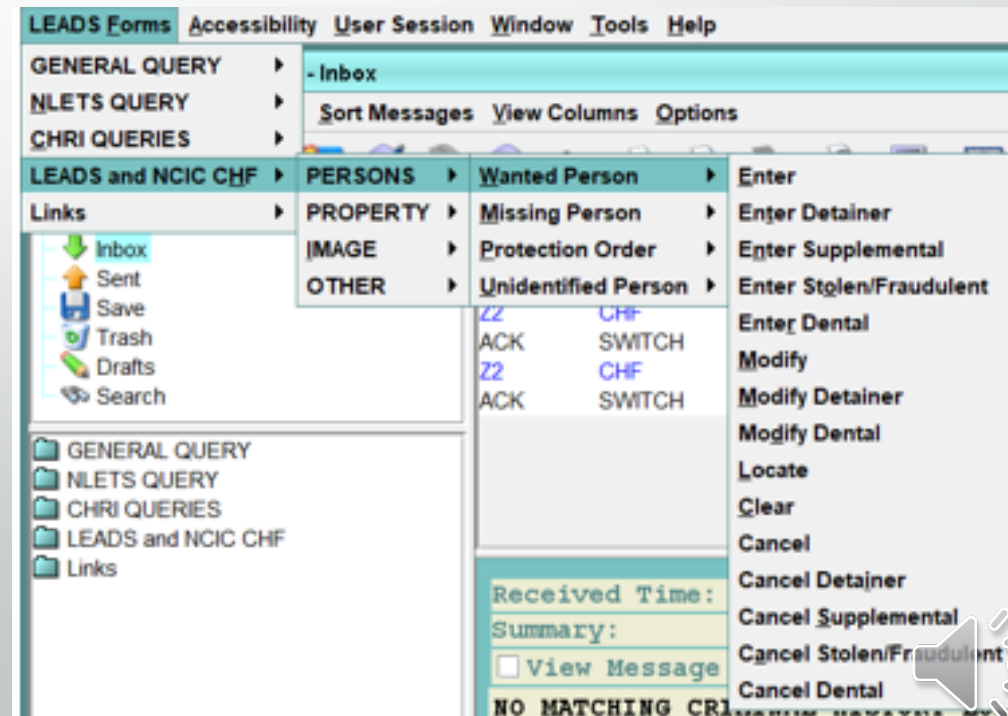 LEADS Forms Accessibility User Session Window Tools Help
GENERAL QUERY
NLETS QUERY
CHRI QUERIES
LEADS and NCIC CHF
Links
- Inbox
Sort Messages View Columns Options
PERSONS
PROPERTY
IMAGE
OTHER
Wanted Person
Missing Person
Protection Order
Unidentified Person
Enter
Enter Detainer
Enter Supplemental
Enter Stolen/Fraudulent
Enter Dental
Modify
Modify Detainer
Modify Dental
Locate
Clear
Cancel
Cancel Detainer
Cancel Supplemental
Cancel Stolen/Fraudulent
Cancel Dental
Inbox
Sent
Save
Trash
Drafts
Search
Z2 CHF
ACK SWITCH
Z2 CHF
ACK SWITCH
GENERAL QUERY
NLETS QUERY
CHRI QUERIES
LEADS and NCIC CHF
Links
Received Time:
Summary:
View Message
NO MATCHING